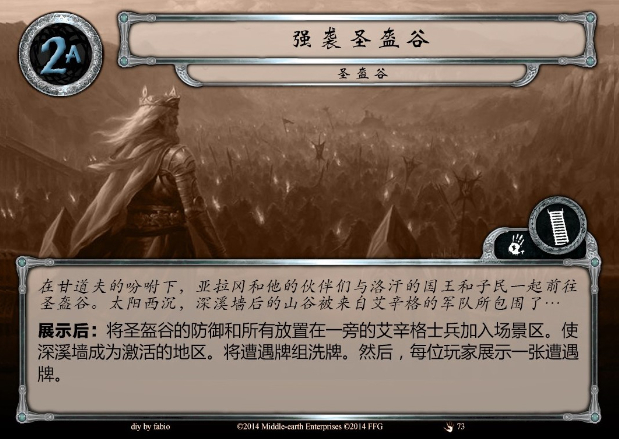 2A
强袭圣盔谷
圣盔谷
在甘道夫的吩咐下，亚拉冈和他的伙伴们与洛汗的国王和子民一起前往
圣盔谷。太阳西沉，深溪墙后的山谷被来自艾辛格的军队所包围了…
展示后：将圣盔谷的防御和所有放置在一旁的艾辛格士兵加入场景区。使
深溪墙成为激活的地区。将遭遇牌组洗牌。然后，每位玩家展示一张遭遇
牌。
diy by fabio ©2014 Middle-earth Enterprises ©2014 FFG 73